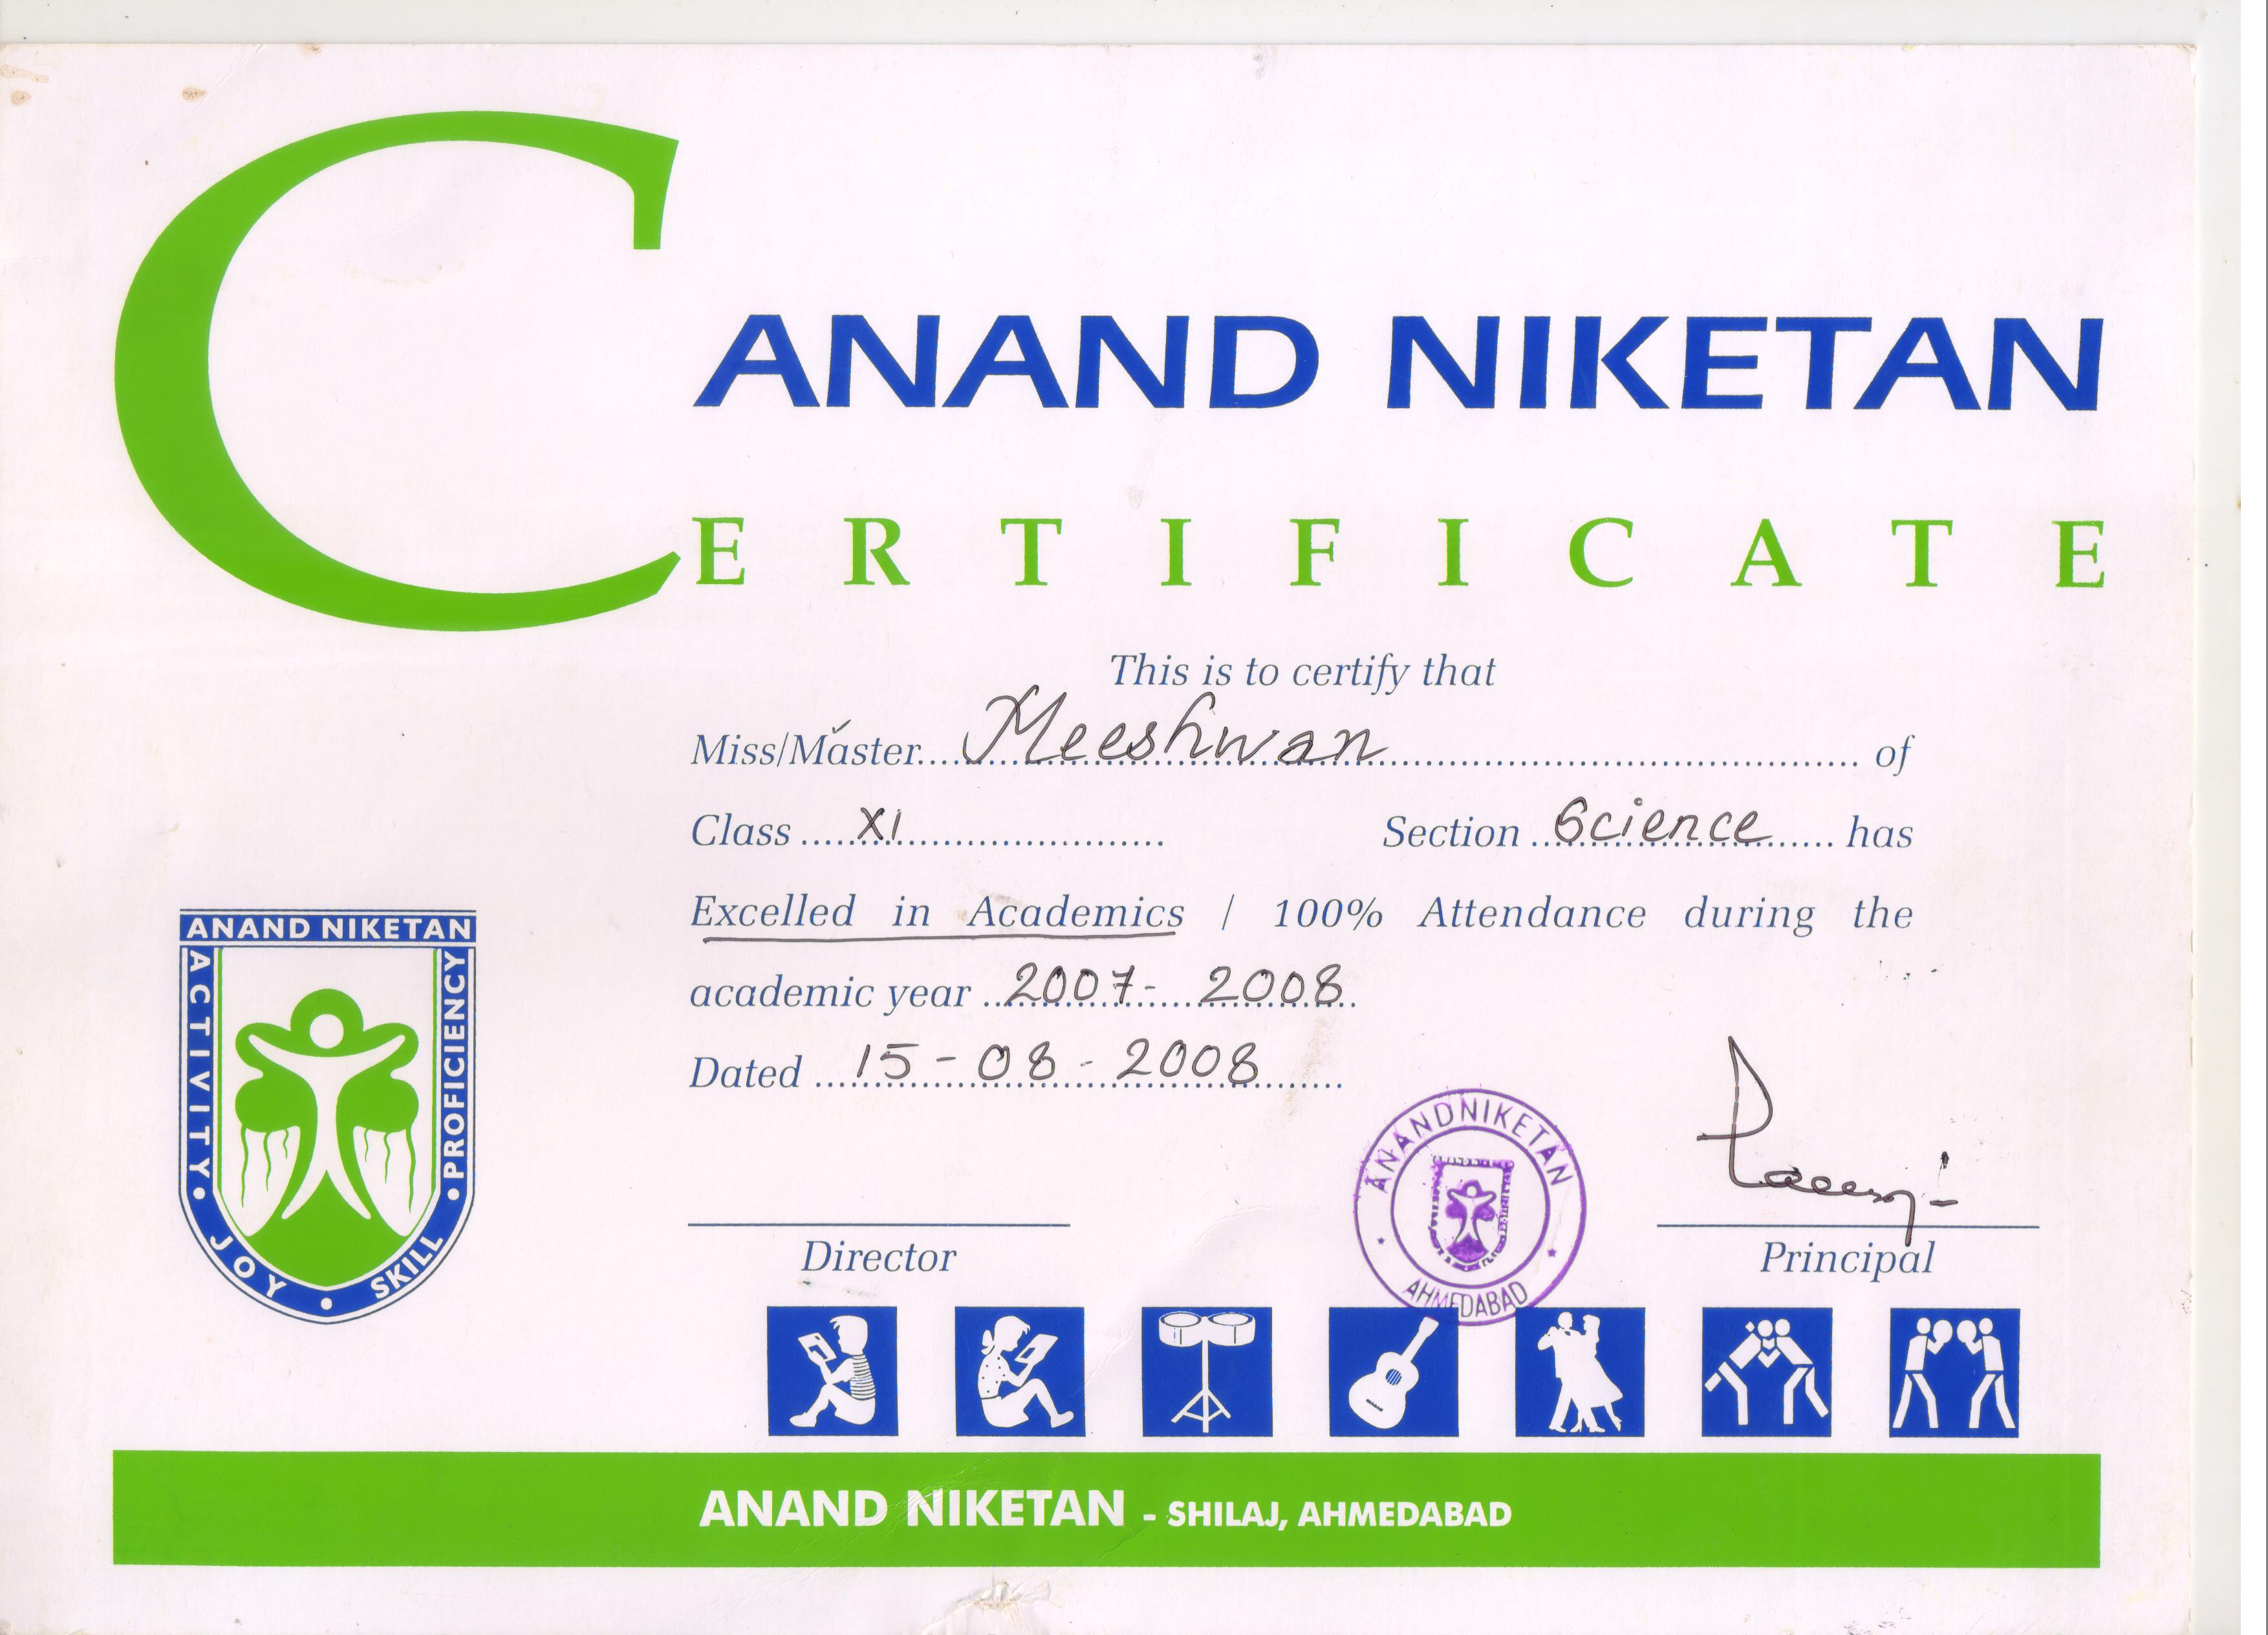 ANAND NIKETAN
CERTIFICATE
This is to certify that
Miss/Master.... Meeshwan .... of
Class .... XI .... Section .... Science .... has
Excelled in Academics / 100% Attendance during the
academic year .... 2007- 2008 ....
Dated .... 15-08-2008 ....
ANAND NIKETAN
ACTIVITY • JOY • SKILL • PROFICIENCY
ANANDNIKETAN
AHMEDABAD
Director
Principal
ANAND NIKETAN - SHILAJ, AHMEDABAD